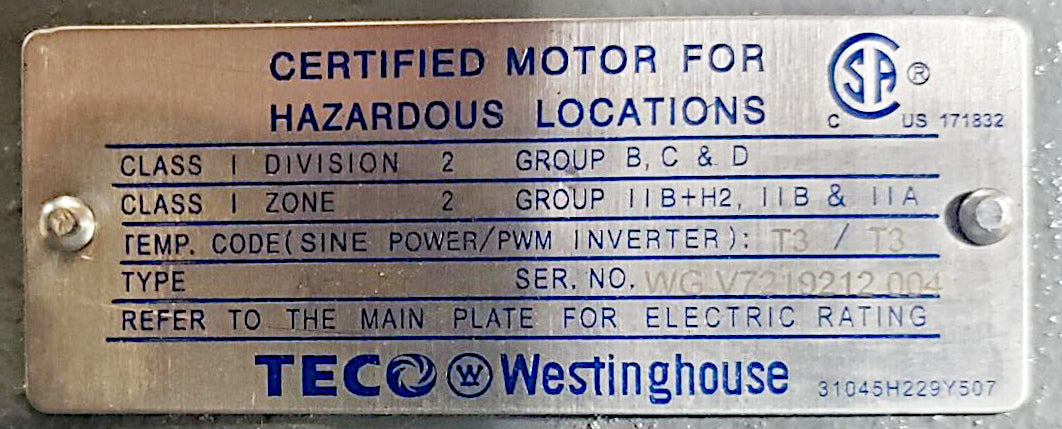 CERTIFIED MOTOR FOR
HAZARDOUS LOCATIONS
CSA ®
C US 171832
CLASS I DIVISION 2 GROUP B, C & D
CLASS I ZONE 2 GROUP IIB+H2, IIB & IIA
TEMP. CODE(SINE POWER/PWM INVERTER): T3 / T3
TYPE SER. NO. WG V7219212 004
REFER TO THE MAIN PLATE FOR ELECTRIC RATING
TECO W Westinghouse 31045H229Y507